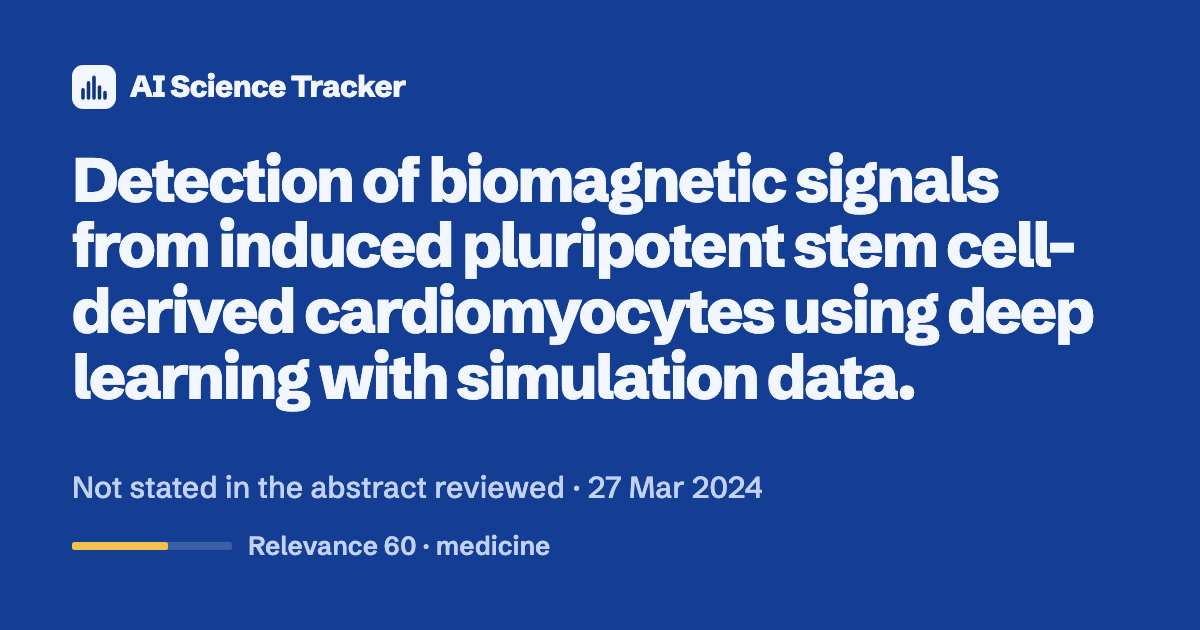 AI Science Tracker
Detection of biomagnetic signals
from induced pluripotent stem cell-
derived cardiomyocytes using deep
learning with simulation data.
Not stated in the abstract reviewed · 27 Mar 2024
Relevance 60 · medicine